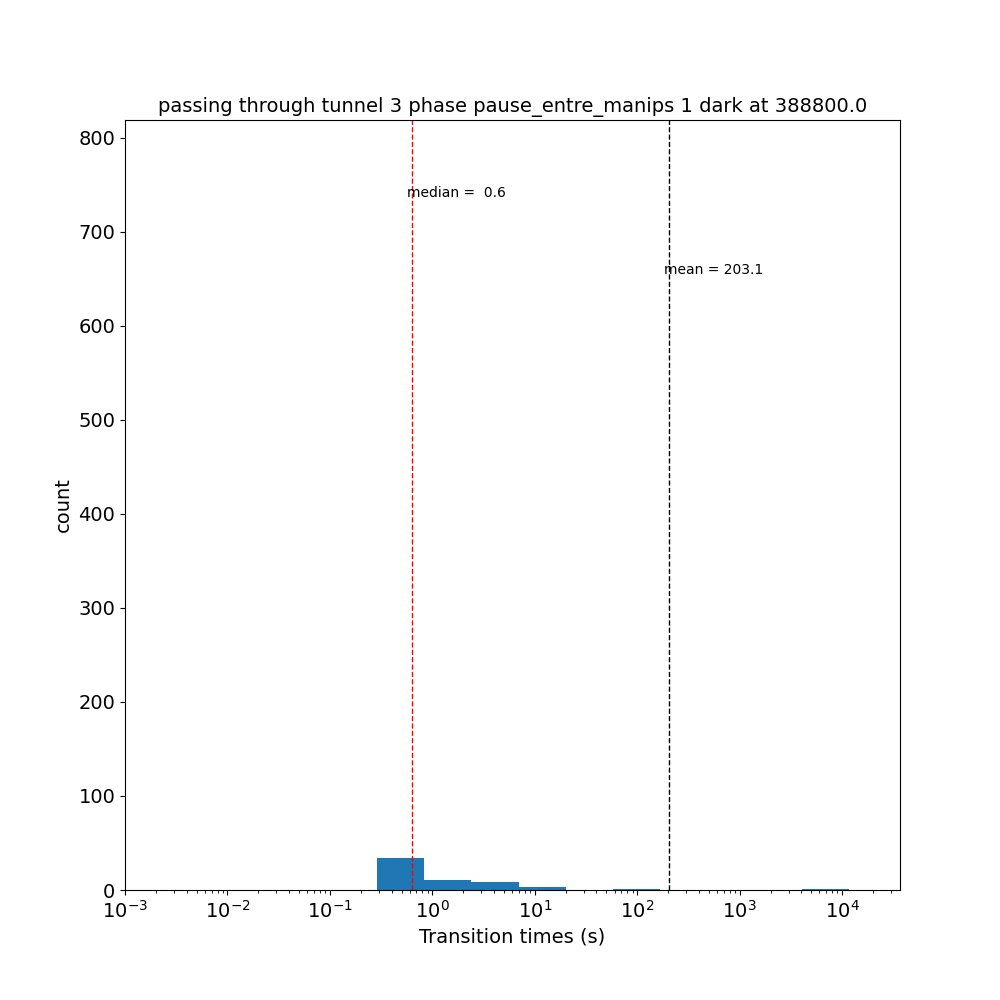 passing through tunnel 3 phase pause_entre_manips 1 dark at 388800.0
800
median =  0.6
700
mean = 203.1
600
500
count
400
300
200
100
0
10⁻³ 10⁻² 10⁻¹ 10⁰ 10¹ 10² 10³ 10⁴
Transition times (s)